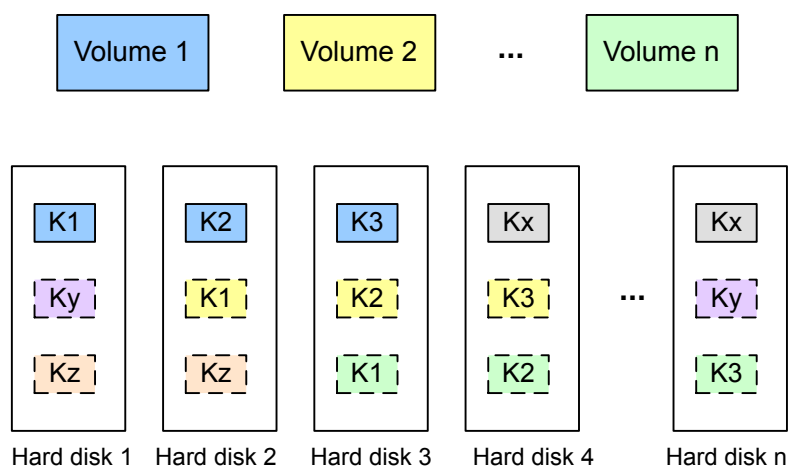 Volume 1 Volume 2 ... Volume n
K1 K2 K3 Kx Kx
Ky K1 K2 K3 ... Ky
Kz Kz K1 K2 K3
Hard disk 1 Hard disk 2 Hard disk 3 Hard disk 4 Hard disk n